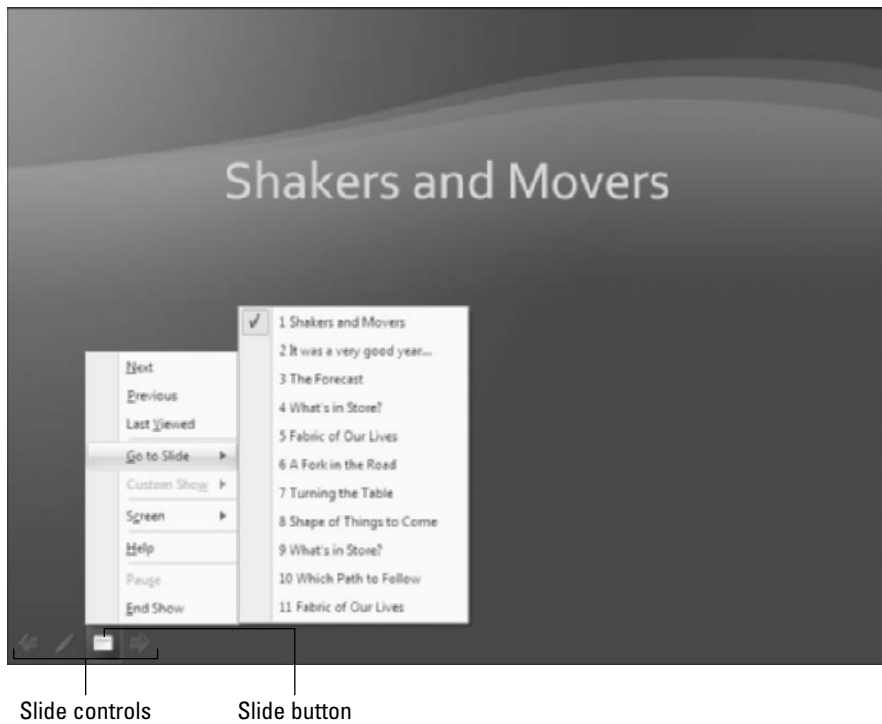 Shakers and Movers
Next
Previous
Last Viewed
Go to Slide
Custom Show
Screen
Help
Pause
End Show
1 Shakers and Movers
2 It was a very good year...
3 The Forecast
4 What's in Store?
5 Fabric of Our Lives
6 A Fork in the Road
7 Turning the Table
8 Shape of Things to Come
9 What's in Store?
10 Which Path to Follow
11 Fabric of Our Lives
Slide controls
Slide button